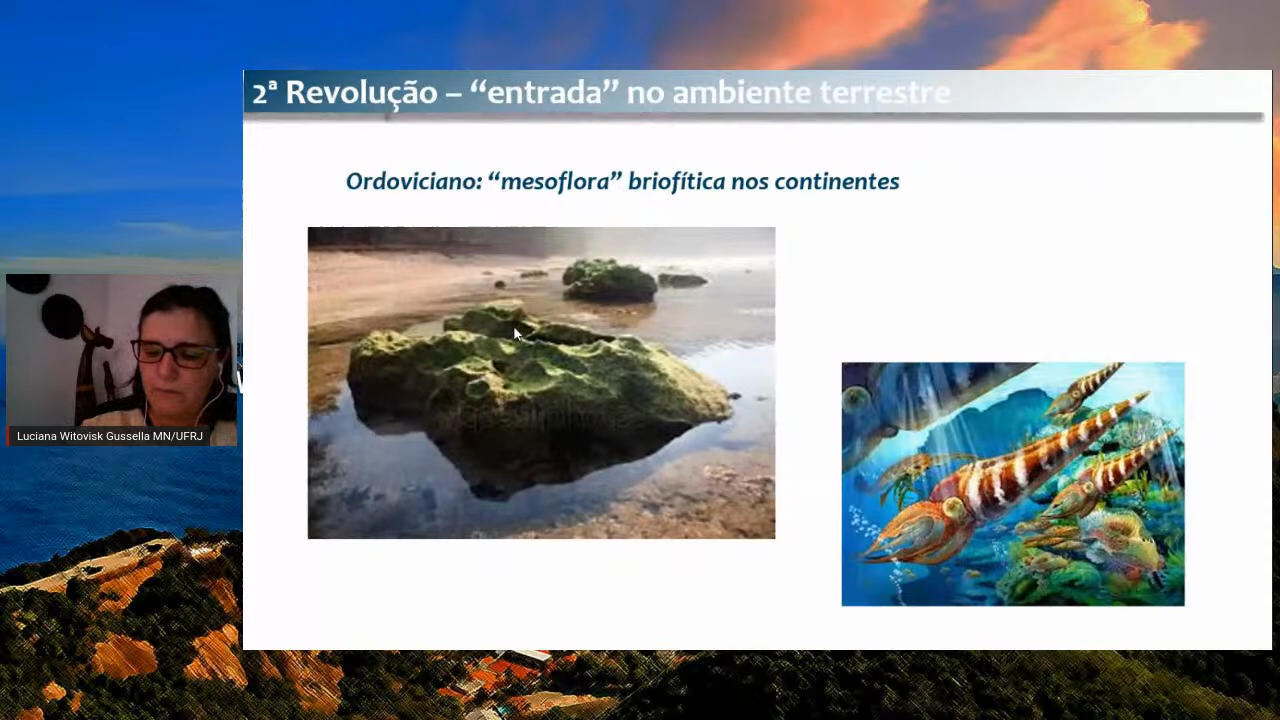 2ª Revolução – “entrada” no ambiente terrestre
Ordoviciano: “mesoflora” briofítica nos continentes
Luciana Witovisk Gussella MN/UFRJ